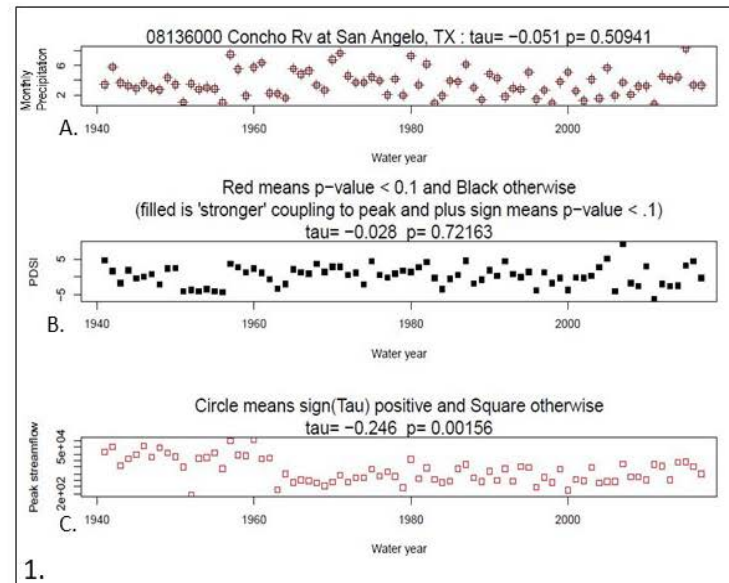 08136000 Concho Rv at San Angelo, TX : tau= −0.051 p= 0.50941
Monthly
Precipitation
6
2
A.
1940 1960 1980 2000
Water year
Red means p−value < 0.1 and Black otherwise
(filled is 'stronger' coupling to peak and plus sign means p−value < .1)
tau= −0.028 p= 0.72163
PDSI
5
−5
B.
1940 1960 1980 2000
Water year
Circle means sign(Tau) positive and Square otherwise
tau= −0.246 p= 0.00156
Peak streamflow
5e+04
2e+02
C.
1940 1960 1980 2000
Water year
1.